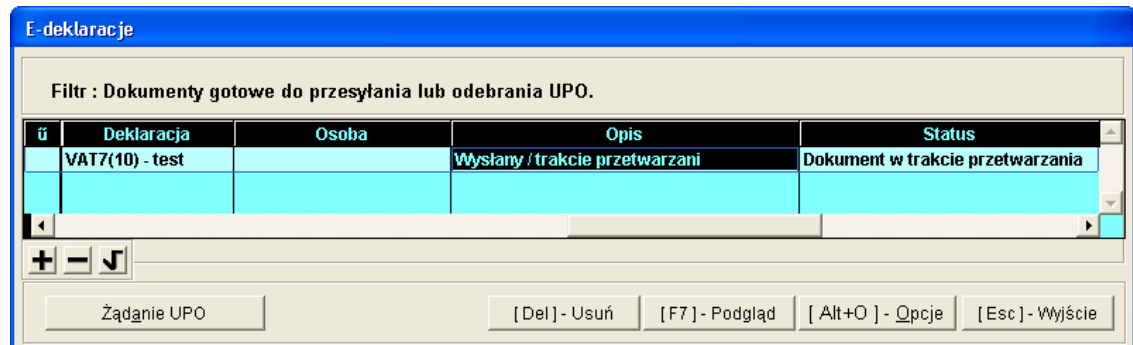 E-deklaracje
Filtr : Dokumenty gotowe do przesyłania lub odebrania UPO.
ű Deklaracja Osoba Opis Status
VAT7(10) - test Wysłany / trakcie przetwarzani Dokument w trakcie przetwarzania
Żądanie UPO [ Del ] - Usuń [ F7 ] - Podgląd [ Alt+O ] - Opcje [ Esc ] - Wyjście